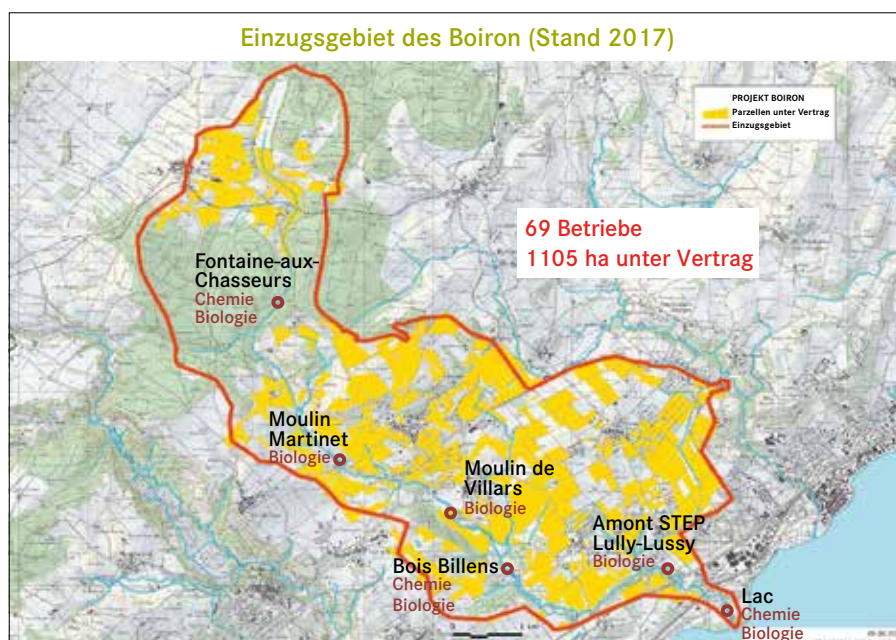 Einzugsgebiet des Boiron (Stand 2017)
PROJEKT BOIRON
Parzellen unter Vertrag
Einzugsgebiet
69 Betriebe
1105 ha unter Vertrag
Fontaine-aux-
Chasseurs
Chemie
Biologie
Moulin
Martinet
Biologie
Moulin de
Villars
Biologie
Amont STEP
Lully-Lussy
Biologie
Bois Billens
Chemie
Biologie
Lac
Chemie
Biologie